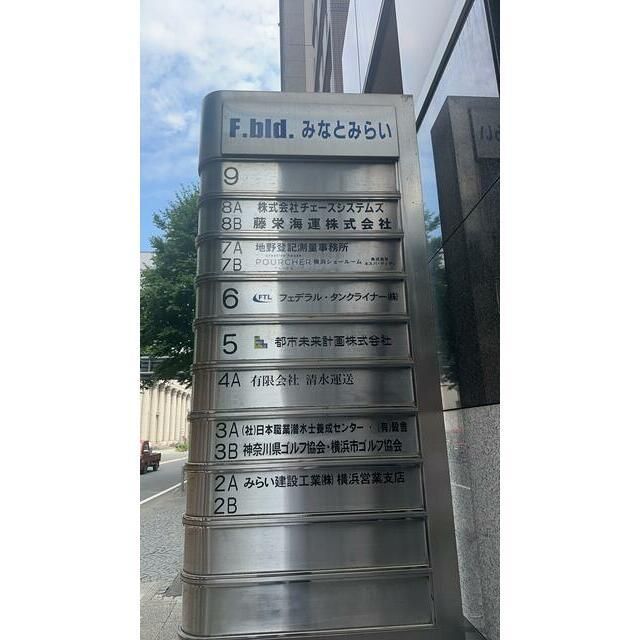 F.bld. みなとみらい
9
8A 株式会社チェースシステムズ
8B 藤栄海運株式会社
7A 地野登記測量事務所
7B POURCHER 横浜ショールーム
6 FTL フェデラル・タンクライナー(株)
5 都市未来計画株式会社
4A 有限会社 清水運送
3A (社)日本職業潜水士養成センター・(有)毅舎
3B 神奈川県ゴルフ協会・横浜市ゴルフ協会
2A みらい建設工業(株)横浜営業支店
2B